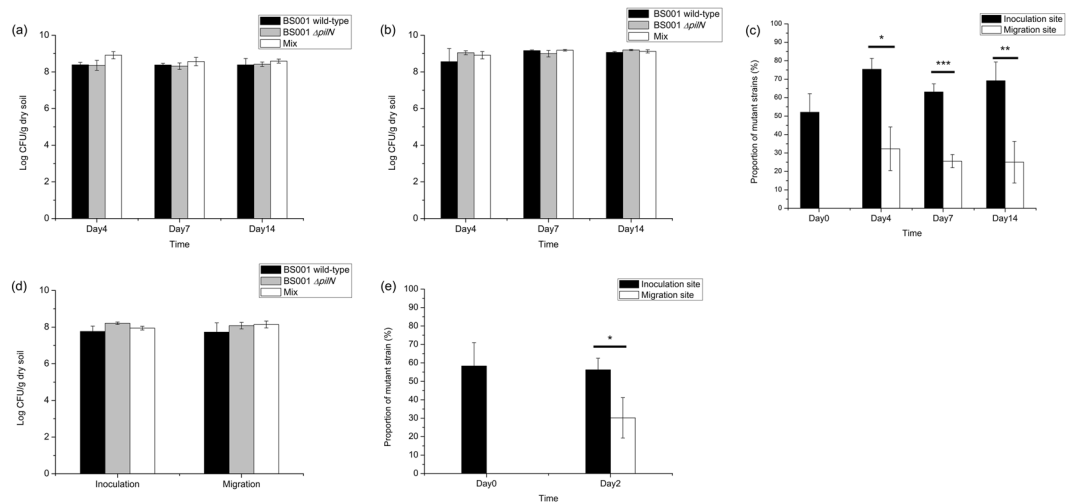 (a)
BS001 wild-type
BS001 ΔpilN
Mix
10
8
6
4
2
0
Log CFU/g dry soil
Day4 Day7 Day14
Time
(b)
BS001 wild-type
BS001 ΔpilN
Mix
10
8
6
4
2
0
Log CFU/g dry soil
Day4 Day7 Day14
Time
(c)
Inoculation site
Migration site
100
90
80
70
60
50
40
30
20
10
0
Proportion of mutant strains (%)
* *** **
Day0 Day4 Day7 Day14
Time
(d)
BS001 wild-type
BS001 ΔpilN
Mix
10
8
6
4
2
0
Log CFU/g dry soil
Inoculation Migration
(e)
Inoculation site
Migration site
100
90
80
70
60
50
40
30
20
10
0
Proportion of mutant strain (%)
*
Day0 Day2
Time